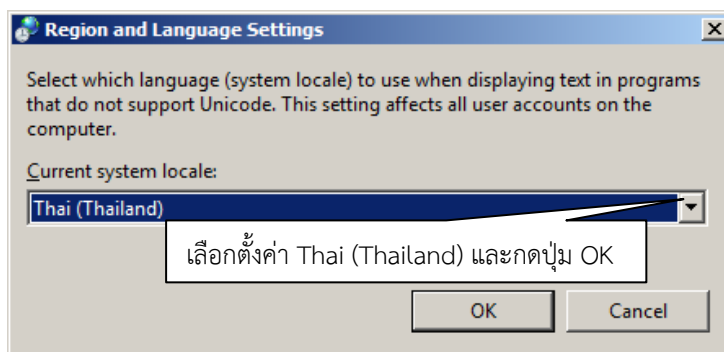 Region and Language Settings
Select which language (system locale) to use when displaying text in programs
that do not support Unicode. This setting affects all user accounts on the
computer.
Current system locale:
Thai (Thailand)
เลือกตั้งค่า Thai (Thailand) และกดปุ่ม OK
OK
Cancel